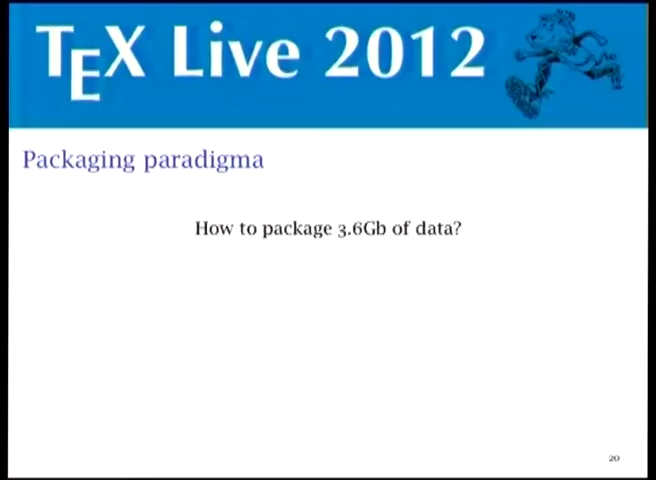 TEX Live 2012
Packaging paradigma
How to package 3.6Gb of data?
20